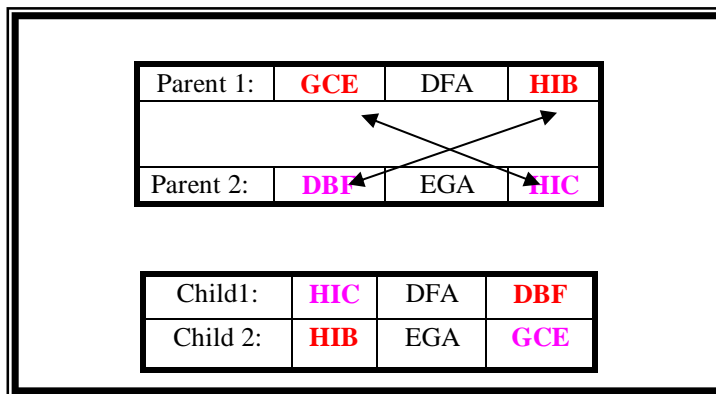 Parent 1: GCE DFA HIB
Parent 2: DBF EGA HIC
Child1: HIC DFA DBF
Child 2: HIB EGA GCE